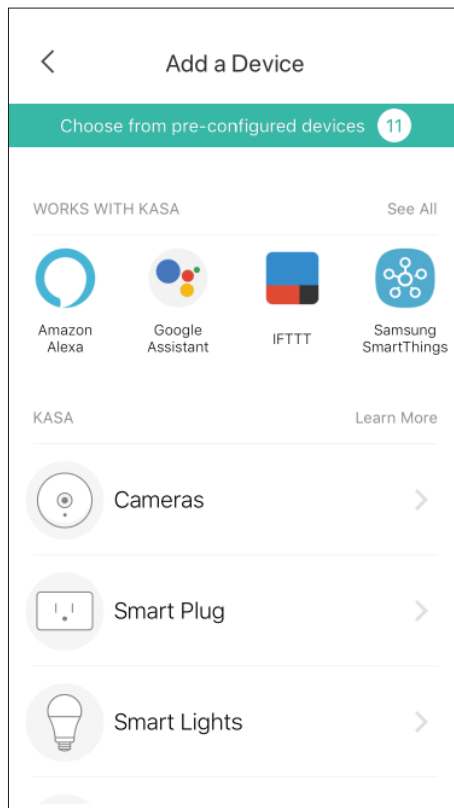 Add a Device
Choose from pre-configured devices 11
WORKS WITH KASA See All
Amazon
Alexa
Google
Assistant
IFTTT
Samsung
SmartThings
KASA Learn More
Cameras
Smart Plug
Smart Lights